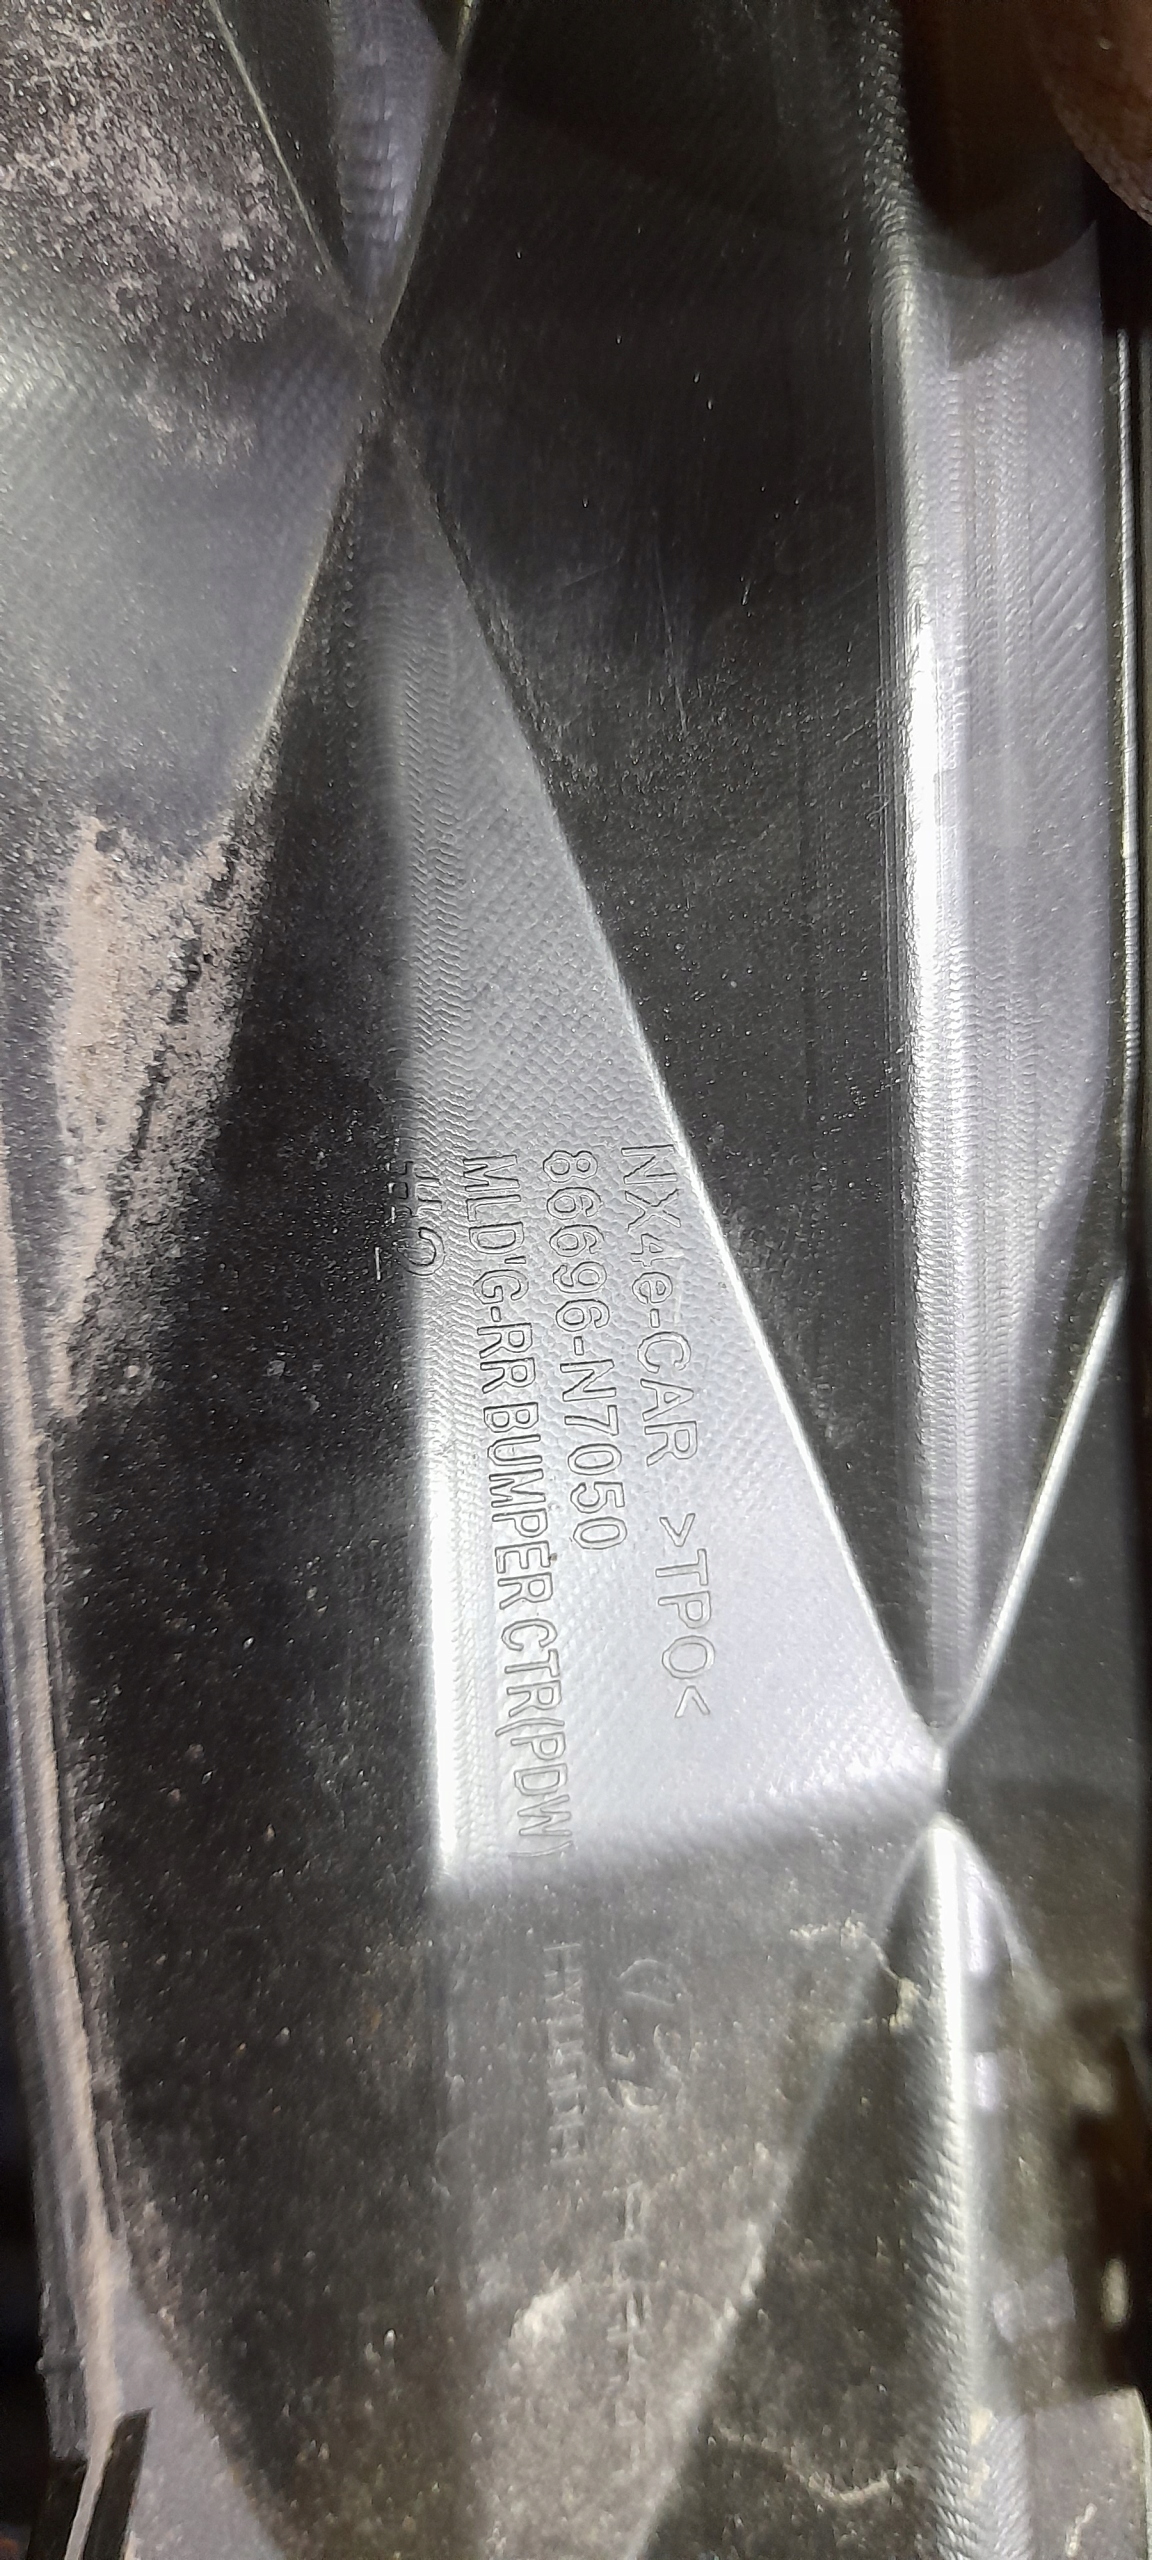 NX4e-CAR >TPO<
86696-N7050
MLD'G-RR BUMPER CTR(PDW)